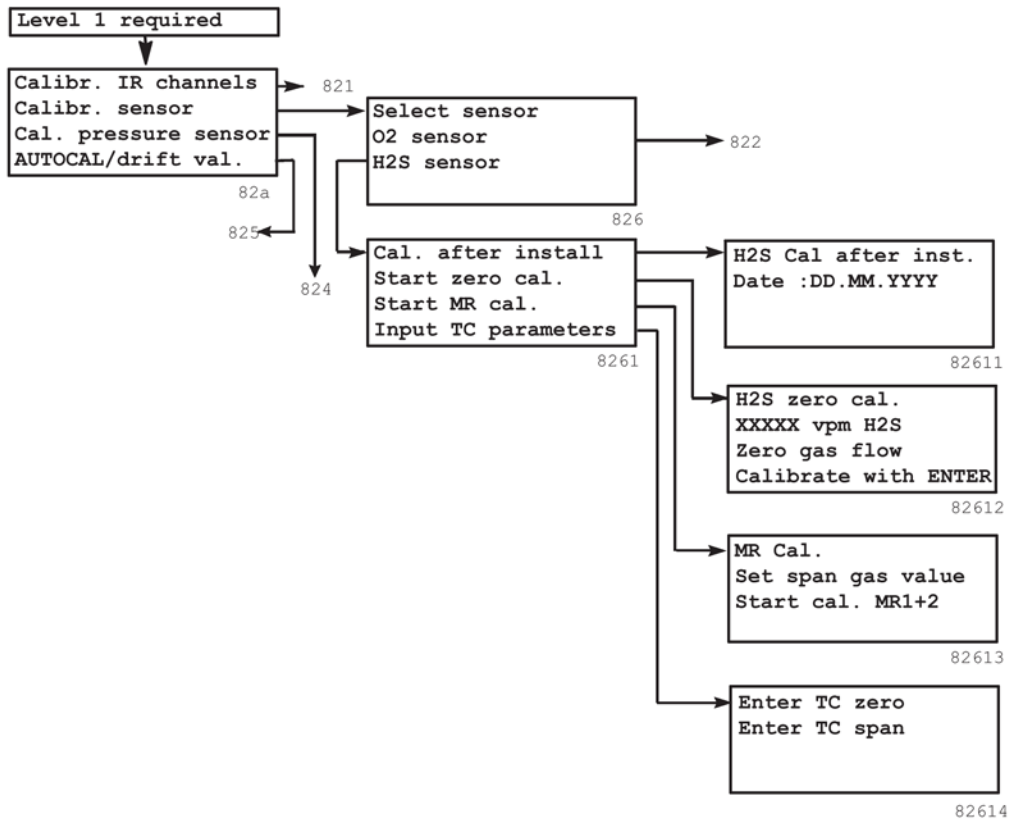 Level 1 required
Calibr. IR channels
Calibr. sensor
Cal. pressure sensor
AUTOCAL/drift val.
82a
821
825
824
Select sensor
O2 sensor
H2S sensor
826
822
Cal. after install
Start zero cal.
Start MR cal.
Input TC parameters
8261
H2S Cal after inst.
Date :DD.MM.YYYY
82611
H2S zero cal.
XXXXX vpm H2S
Zero gas flow
Calibrate with ENTER
82612
MR Cal.
Set span gas value
Start cal. MR1+2
82613
Enter TC zero
Enter TC span
82614